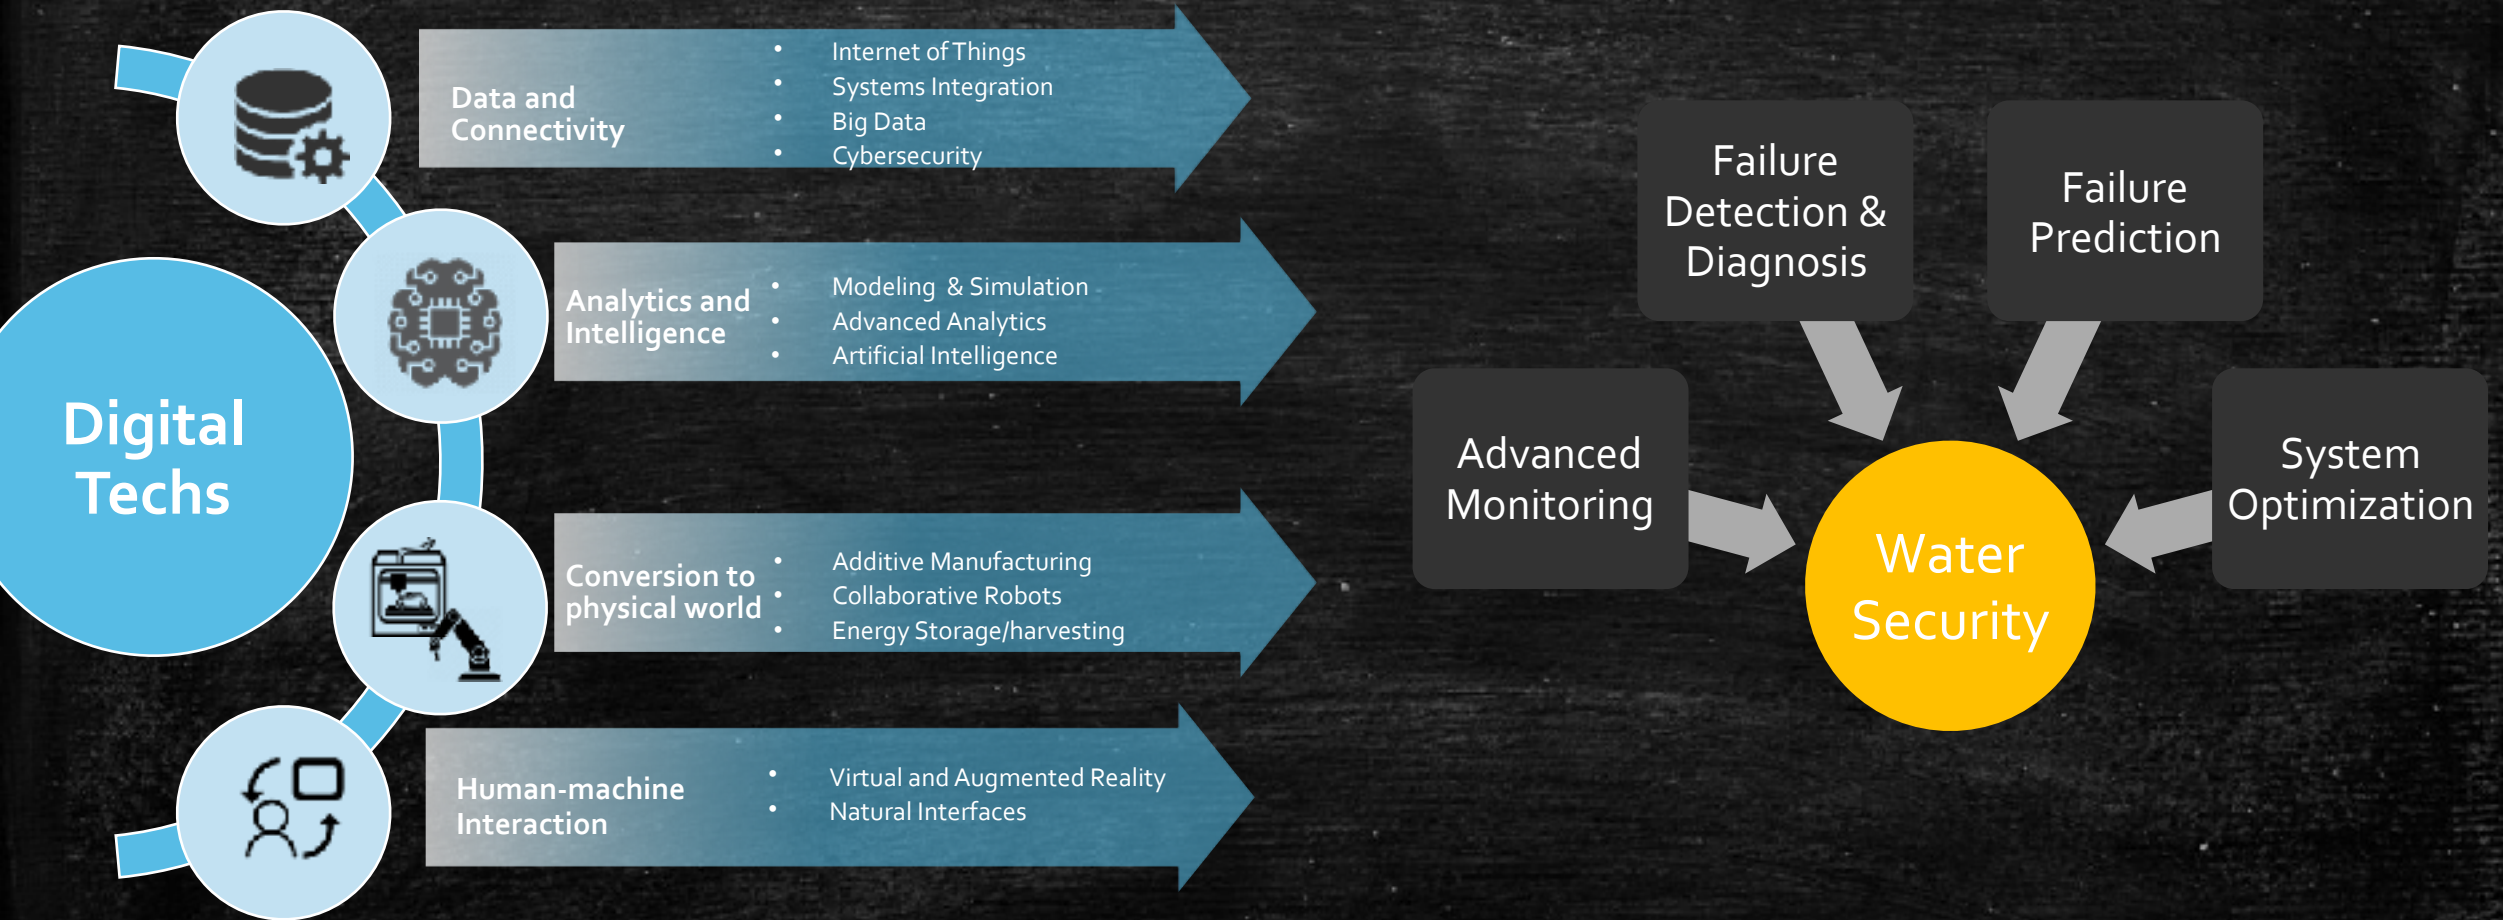 Digital
Techs
Data and
Connectivity
• Internet of Things
• Systems Integration
• Big Data
• Cybersecurity
Analytics and
Intelligence
• Modeling & Simulation
• Advanced Analytics
• Artificial Intelligence
Conversion to
physical world
• Additive Manufacturing
• Collaborative Robots
• Energy Storage/harvesting
Human-machine
Interaction
• Virtual and Augmented Reality
• Natural Interfaces
Advanced
Monitoring
Failure
Detection &
Diagnosis
Failure
Prediction
System
Optimization
Water
Security